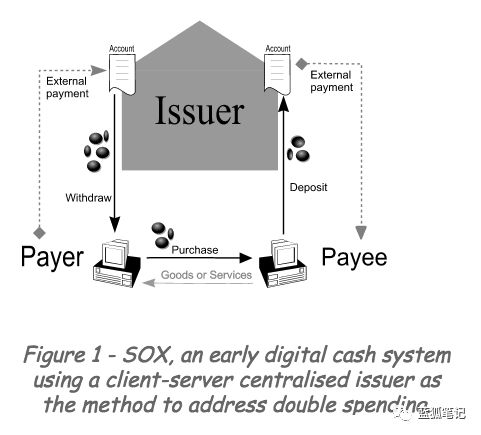 Account
Account
External
payment
External
payment
Issuer
Withdraw
Deposit
Purchase
Payer
Payee
Goods or Services
Figure 1 - SOX, an early digital cash system
using a client-server centralised issuer as
the method to address double spending
蓝狐笔记